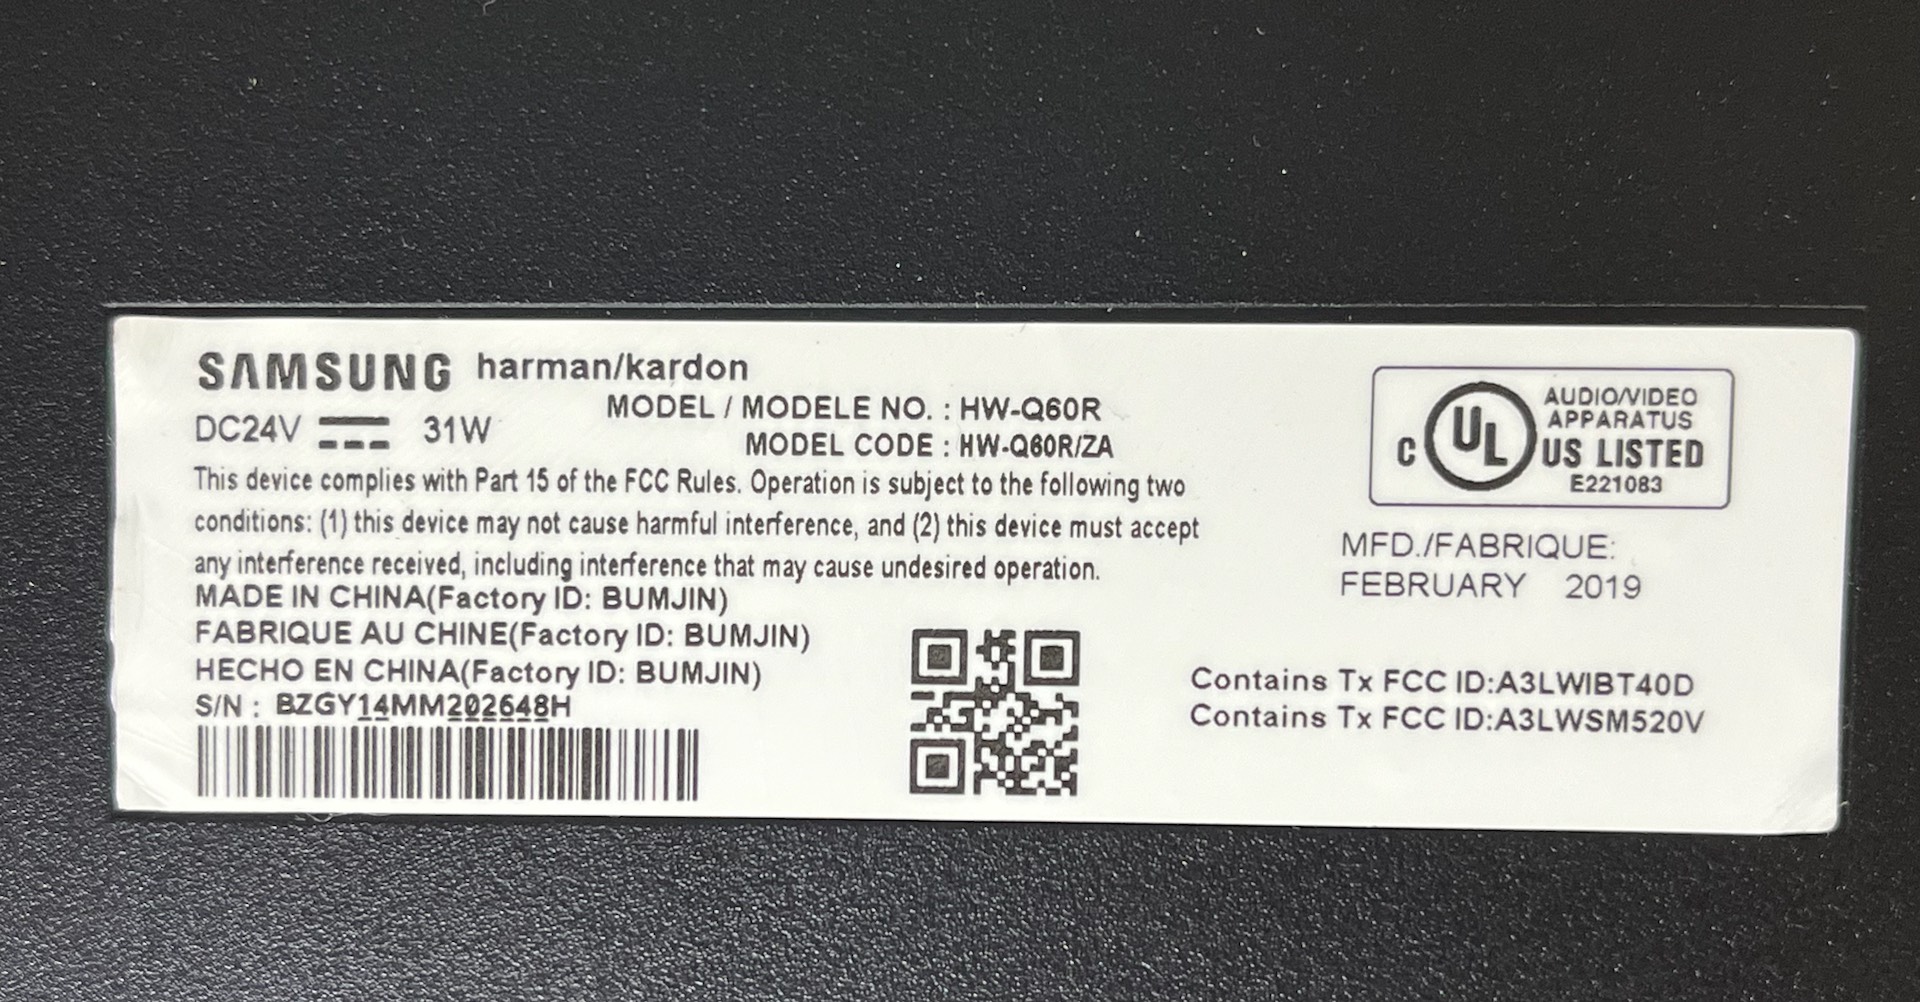 SAMSUNG harman/kardon
DC24V 31W
MODEL / MODELE NO. : HW-Q60R
MODEL CODE : HW-Q60R/ZA
This device complies with Part 15 of the FCC Rules. Operation is subject to the following two
conditions: (1) this device may not cause harmful interference, and (2) this device must accept
any interference received, including interference that may cause undesired operation.
MADE IN CHINA(Factory ID: BUMJIN)
FABRIQUE AU CHINE(Factory ID: BUMJIN)
HECHO EN CHINA(Factory ID: BUMJIN)
S/N : BZGY14MM202648H
C UL US LISTED
AUDIO/VIDEO
APPARATUS
E221083
MFD./FABRIQUE:
FEBRUARY 2019
Contains Tx FCC ID:A3LWIBT40D
Contains Tx FCC ID:A3LWSM520V